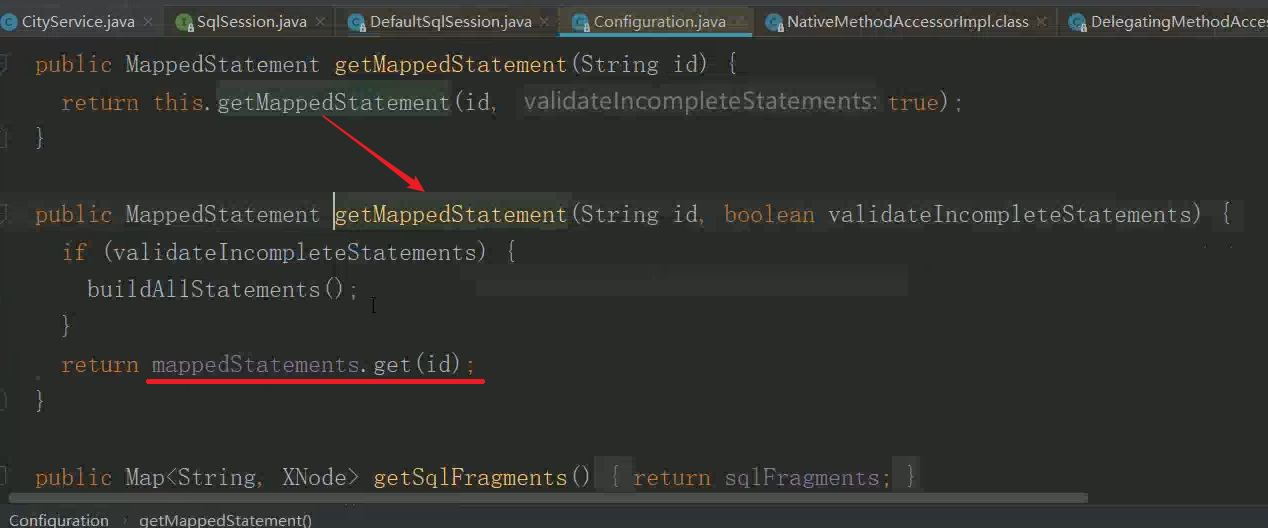 CityService.java × SqlSession.java × DefaultSqlSession.java × Configuration.java × NativeMethodAccessorImpl.class × DelegatingMethodAcces
public MappedStatement getMappedStatement(String id) {
return this.getMappedStatement(id, validateIncompleteStatements: true);
}
public MappedStatement getMappedStatement(String id, boolean validateIncompleteStatements) {
if (validateIncompleteStatements) {
buildAllStatements();
}
return mappedStatements.get(id);
}
public Map<String, XNode> getSqlFragments() { return sqlFragments; }
Configuration › getMappedStatement()